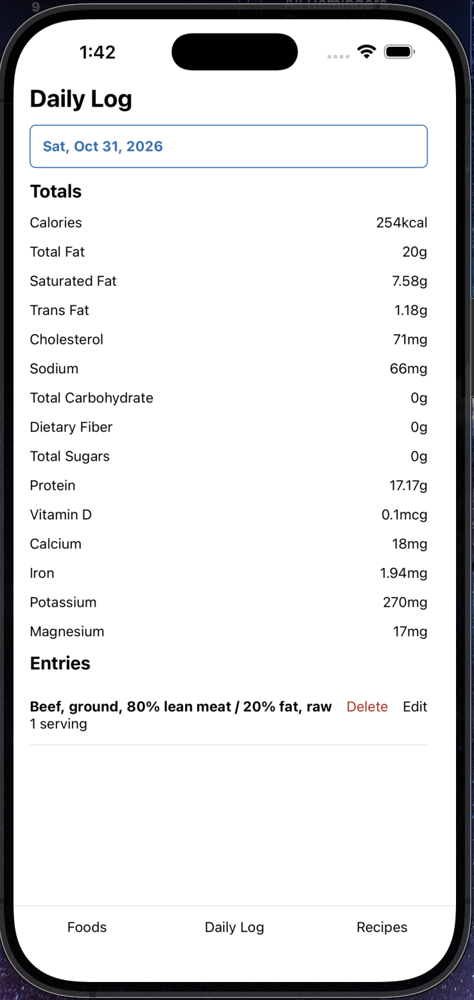 9
All Reminders
1:42
Daily Log
Sat, Oct 31, 2026
Totals
Calories 254kcal
Total Fat 20g
Saturated Fat 7.58g
Trans Fat 1.18g
Cholesterol 71mg
Sodium 66mg
Total Carbohydrate 0g
Dietary Fiber 0g
Total Sugars 0g
Protein 17.17g
Vitamin D 0.1mcg
Calcium 18mg
Iron 1.94mg
Potassium 270mg
Magnesium 17mg
Entries
Beef, ground, 80% lean meat / 20% fat, raw Delete Edit
1 serving
Foods Daily Log Recipes